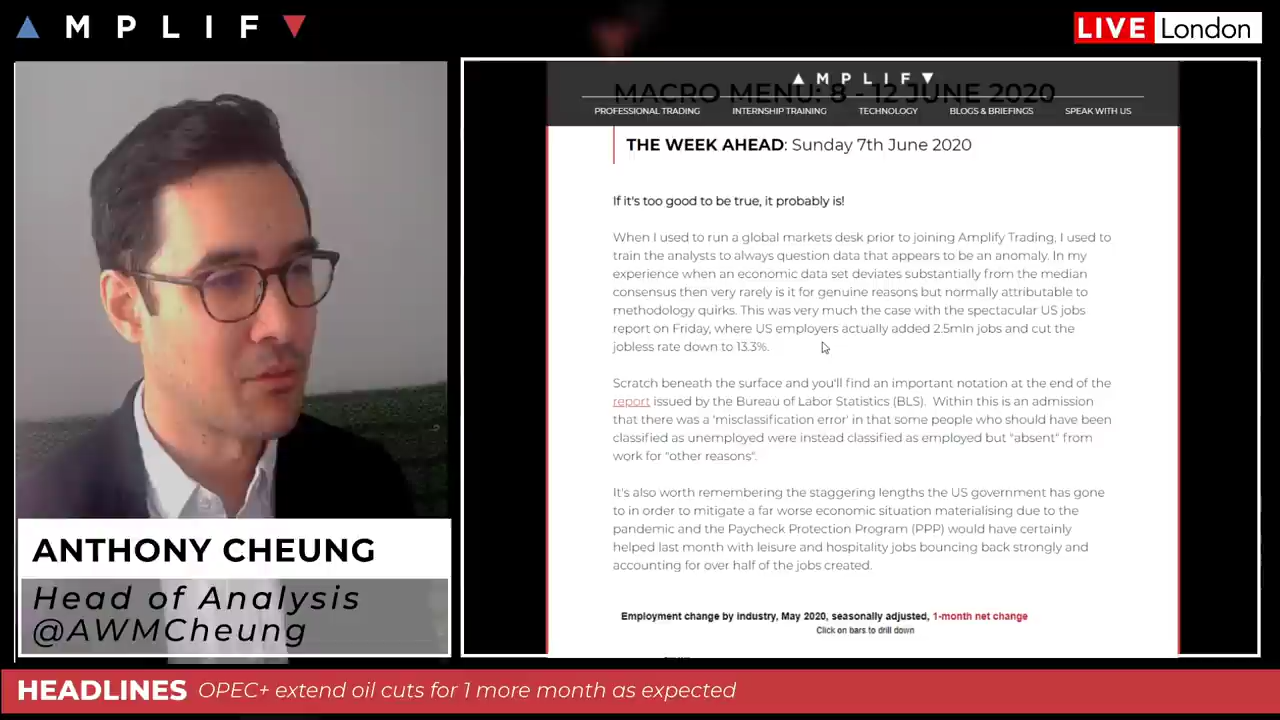 AMPLIFY
LIVE London
MACRO MENU: 8 - 12 JUNE 2020
AMPLIFY
PROFESSIONAL TRADING INTERNSHIP TRAINING TECHNOLOGY BLOGS & BRIEFINGS SPEAK WITH US
THE WEEK AHEAD: Sunday 7th June 2020
If it's too good to be true, it probably is!
When I used to run a global markets desk prior to joining Amplify Trading, I used to
train the analysts to always question data that appears to be an anomaly. In my
experience when an economic data set deviates substantially from the median
consensus then very rarely is it for genuine reasons but normally attributable to
methodology quirks. This was very much the case with the spectacular US jobs
report on Friday, where US employers actually added 2.5mln jobs and cut the
jobless rate down to 13.3%.
Scratch beneath the surface and you'll find an important notation at the end of the
report issued by the Bureau of Labor Statistics (BLS). Within this is an admission
that there was a 'misclassification error' in that some people who should have been
classified as unemployed were instead classified as employed but "absent" from
work for "other reasons".
It's also worth remembering the staggering lengths the US government has gone
to in order to mitigate a far worse economic situation materialising due to the
pandemic and the Paycheck Protection Program (PPP) would have certainly
helped last month with leisure and hospitality jobs bouncing back strongly and
accounting for over half of the jobs created.
Employment change by industry, May 2020, seasonally adjusted, 1-month net change
Click on bars to drill down
ANTHONY CHEUNG
Head of Analysis
@AWMCheung
HEADLINES OPEC+ extend oil cuts for 1 more month as expected